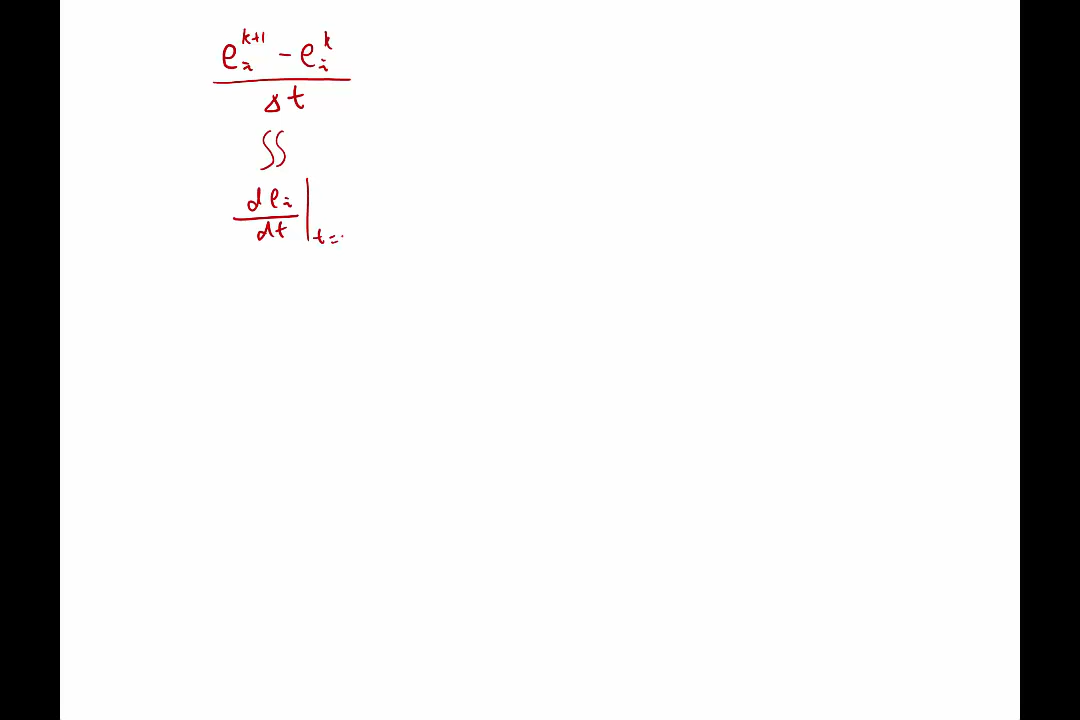 e_i^{k+1} - e_i^k
Δt
≈
de_i
dt |_{t=